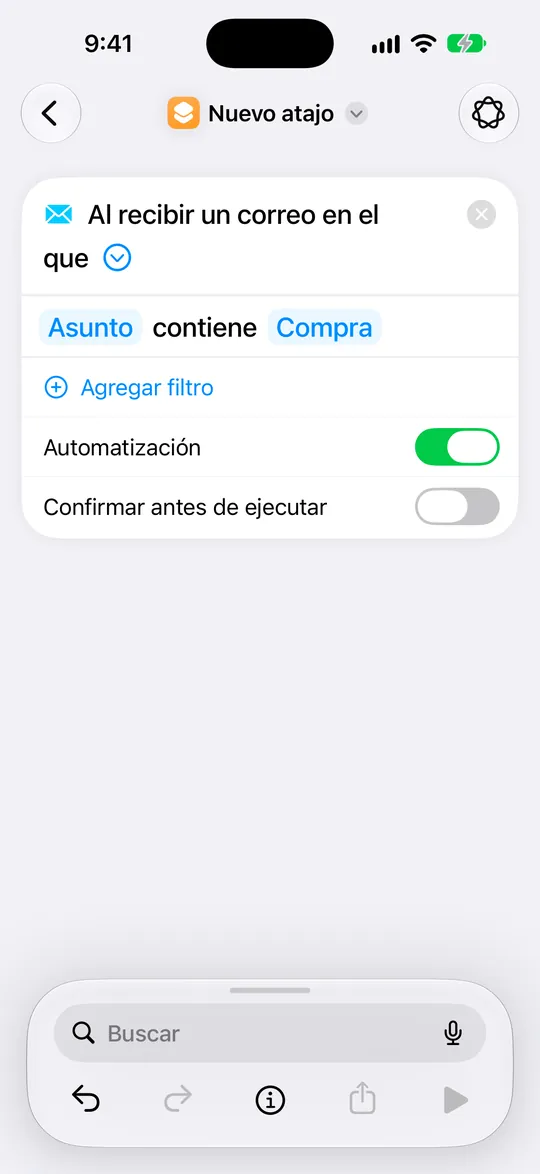 9:41
Nuevo atajo
Al recibir un correo en el
que
Asunto contiene Compra
Agregar filtro
Automatización
Confirmar antes de ejecutar
Buscar